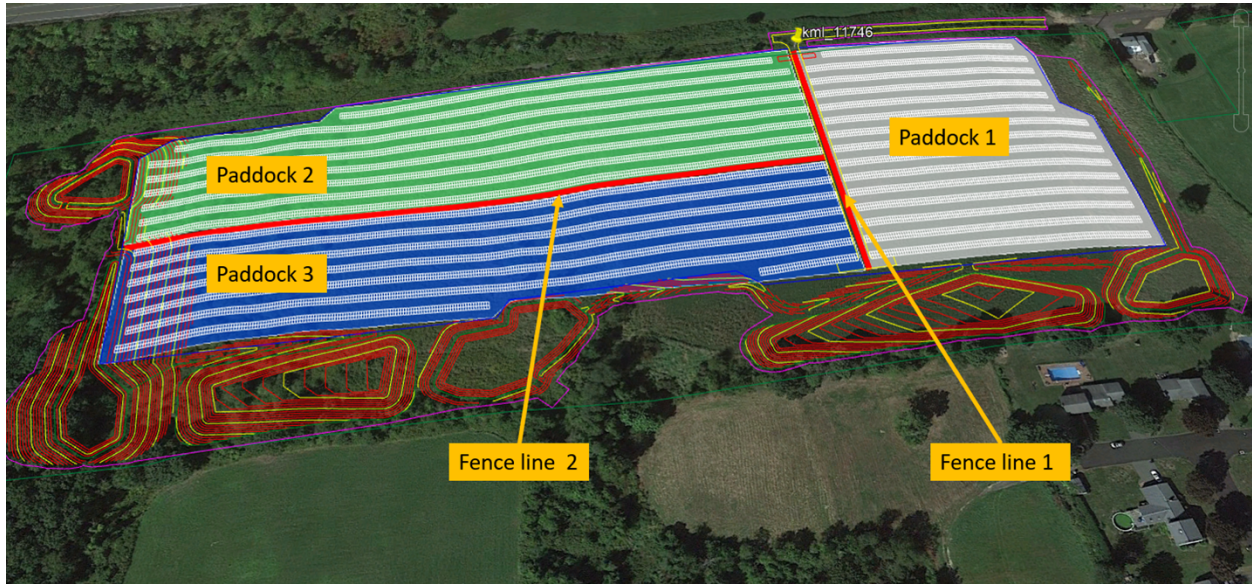 kml_11746
Paddock 1
Paddock 2
Paddock 3
Fence line  2
Fence line 1